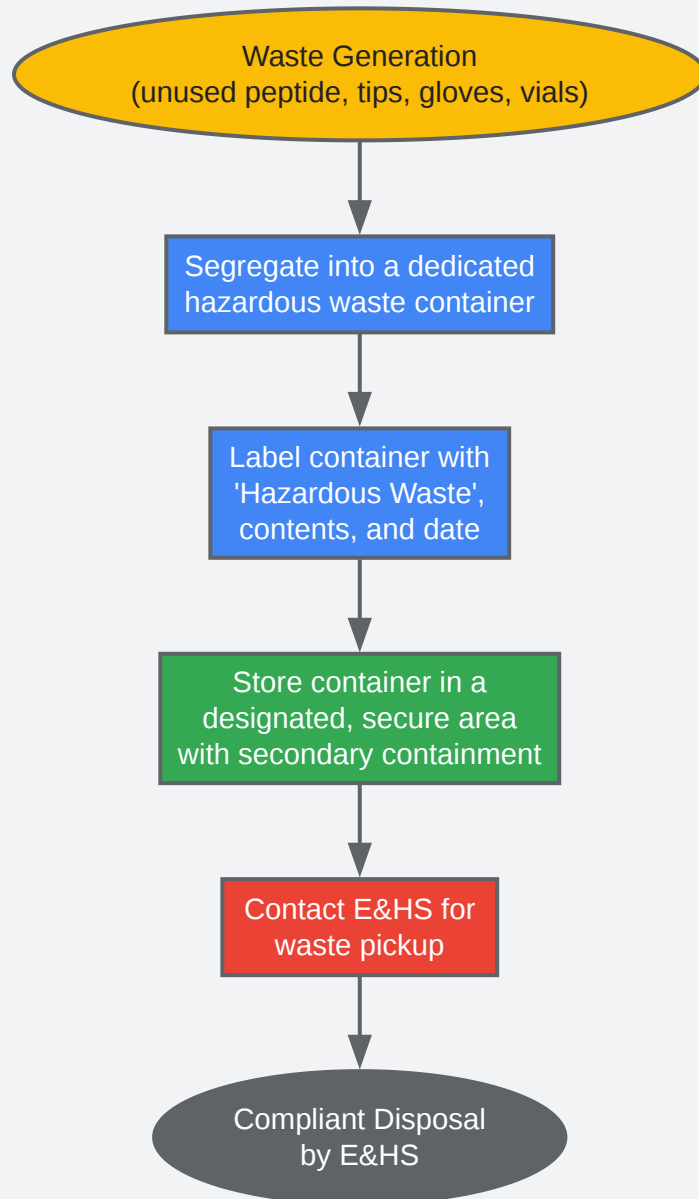 Waste Generation
(unused peptide, tips, gloves, vials)
Segregate into a dedicated
hazardous waste container
Label container with
'Hazardous Waste',
contents, and date
Store container in a
designated, secure area
with secondary containment
Contact E&HS for
waste pickup
Compliant Disposal
by E&HS